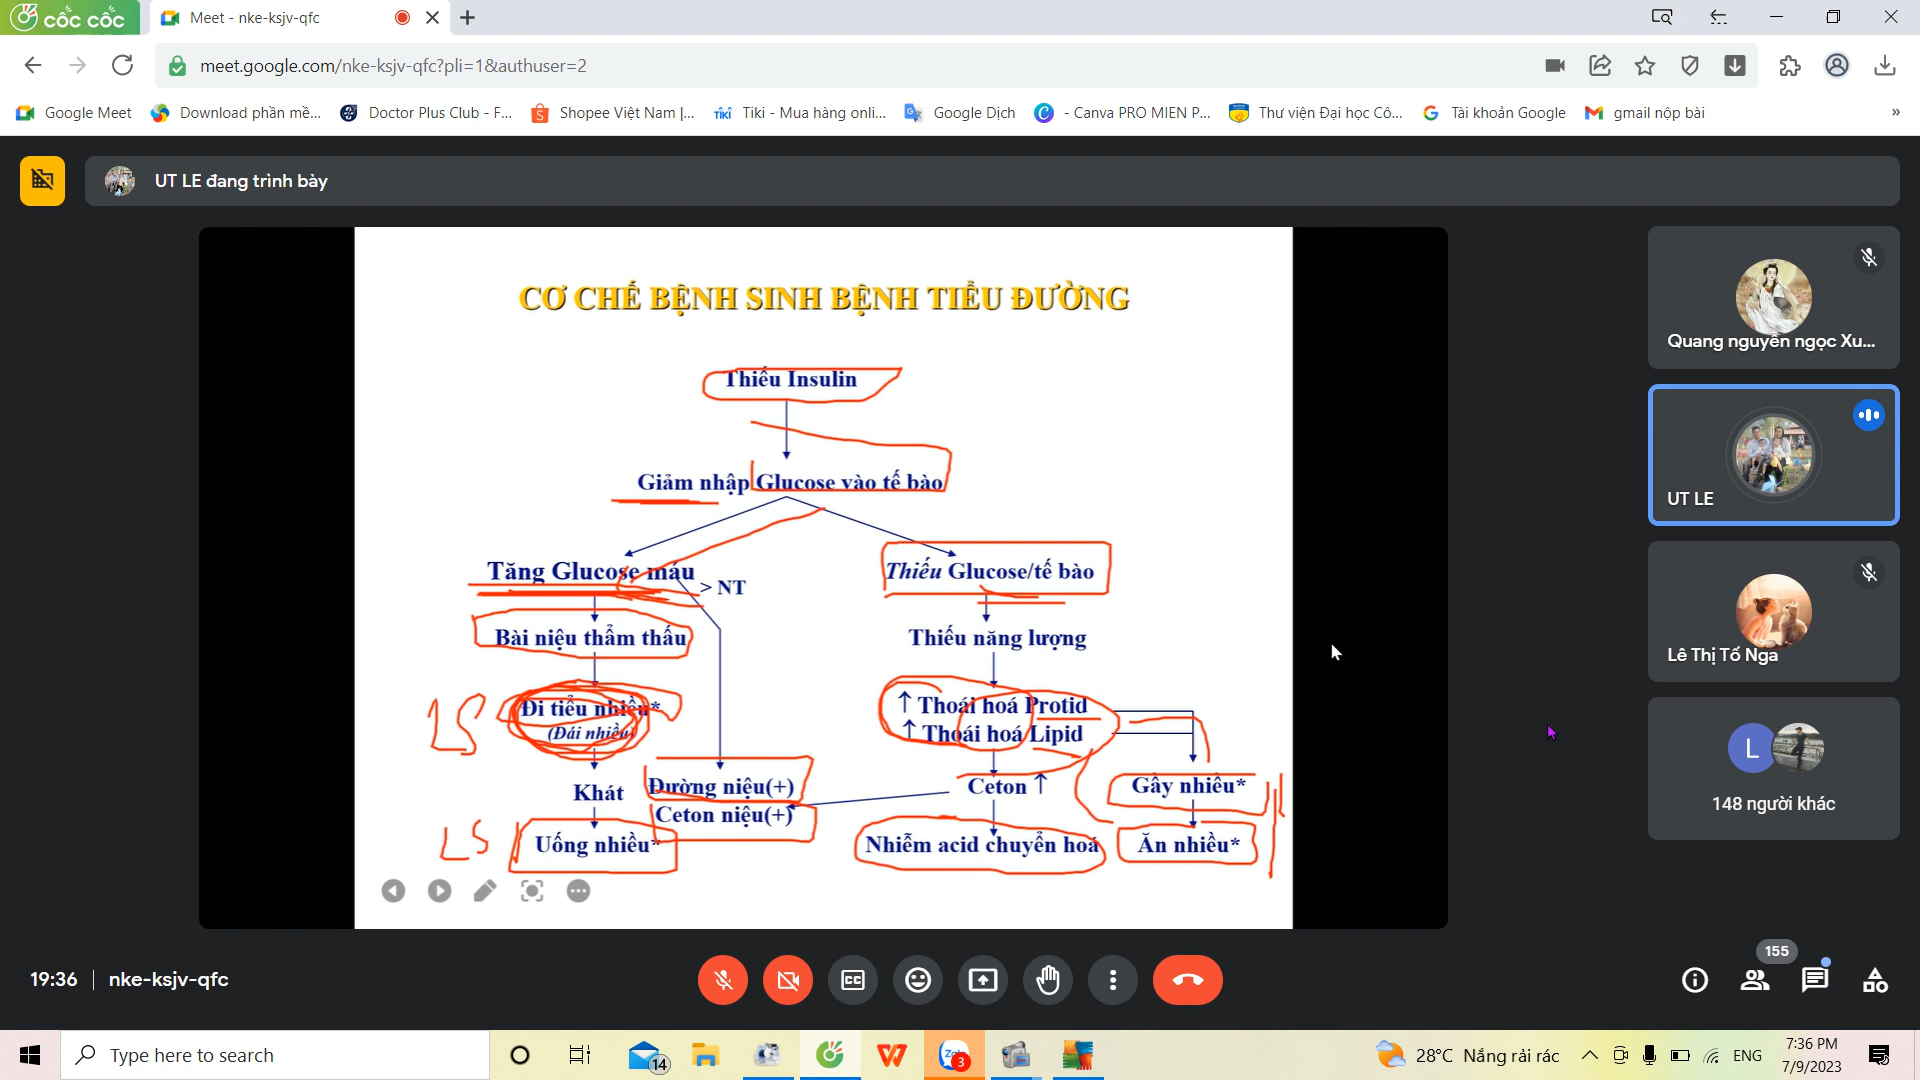 cốc cốc
Meet - nke-ksjv-qfc
meet.google.com/nke-ksjv-qfc?pli=1&authuser=2
Google Meet
Download phần mề...
Doctor Plus Club - F...
Shopee Việt Nam |...
Tiki - Mua hàng onli...
Google Dịch
- Canva PRO MIEN P...
Thư viện Đại học Cô...
Tài khoản Google
gmail nộp bài
»
UT LE đang trình bày
CƠ CHẾ BỆNH SINH BỆNH TIỂU ĐƯỜNG
Thiếu Insulin
Giảm nhập Glucose vào tế bào
Tăng Glucose máu
> NT
Thiếu Glucose/tế bào
Bài niệu thẩm thấu
Thiếu năng lượng
LS
Đi tiểu nhiều*
(Đái nhiều)
↑ Thoái hoá Protid
↑ Thoái hoá Lipid
Khát
Đường niệu(+)
Ceton niệu(+)
Ceton ↑
Gầy nhiều*
LS
Uống nhiều*
Nhiễm acid chuyển hoá
Ăn nhiều*
Quang nguyễn ngọc Xu...
UT LE
Lê Thị Tố Nga
L
148 người khác
19:36 | nke-ksjv-qfc
155
Type here to search
14
Zalo
3
28°C Nắng rải rác
ENG
7:36 PM
7/9/2023